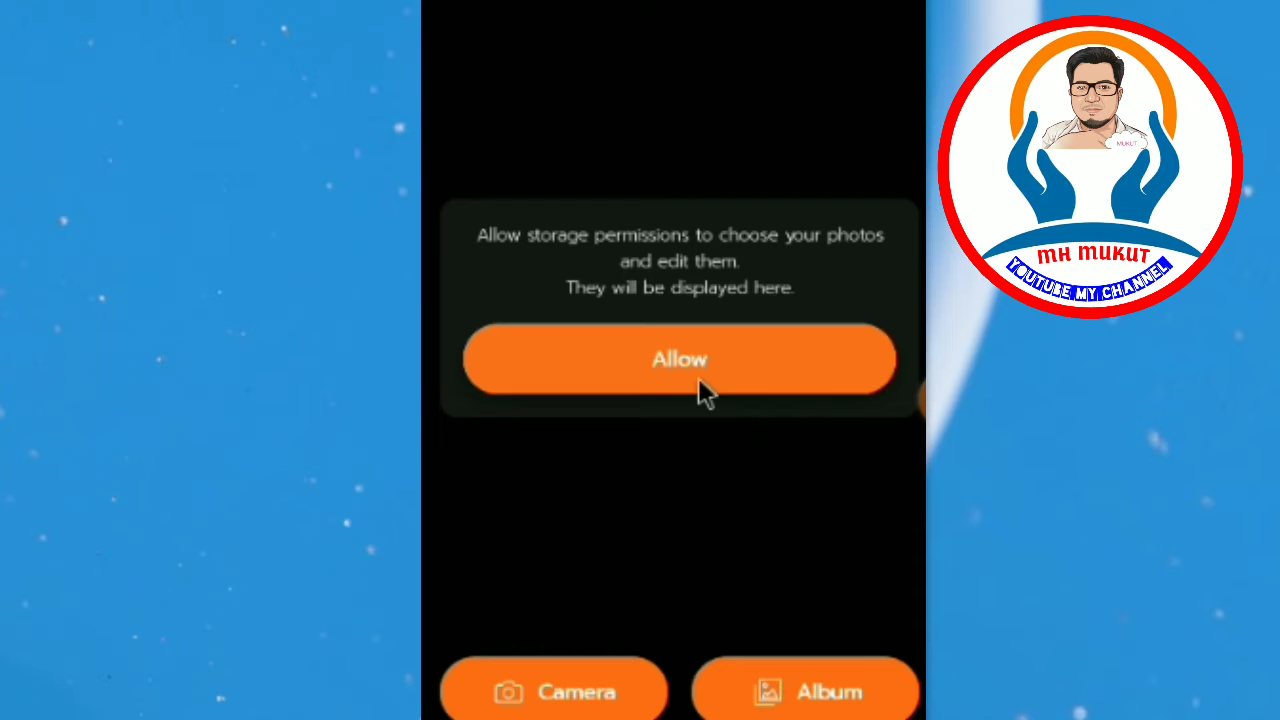 Allow storage permissions to choose your photos
and edit them.
They will be displayed here.
Allow
Camera
Album
MUKUT
MH MUKUT
YOUTUBE MY CHANNEL